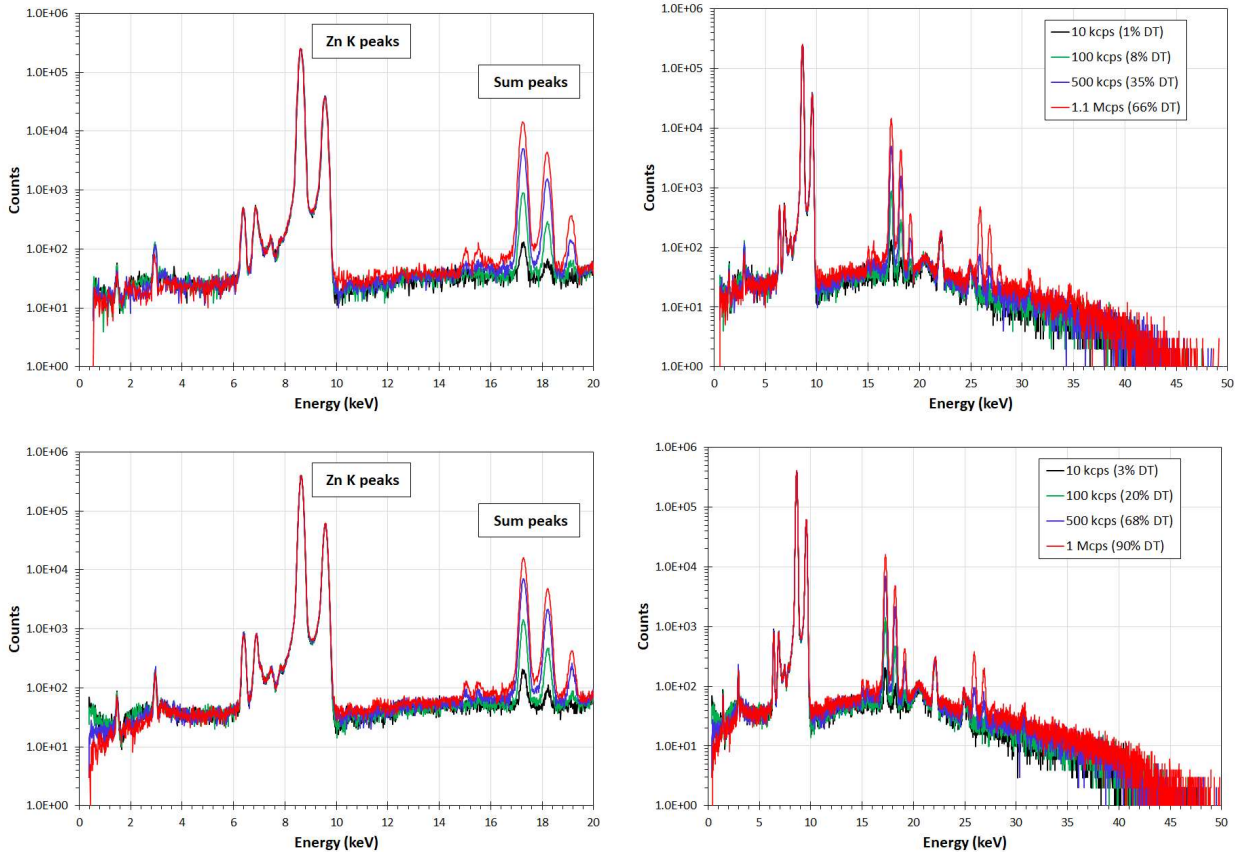 1.0E+06
1.0E+05
1.0E+04
1.0E+03
1.0E+02
1.0E+01
1.0E+00
Counts
Zn K peaks
Sum peaks
0 2 4 6 8 10 12 14 16 18 20
Energy (keV)
1.0E+06
1.0E+05
1.0E+04
1.0E+03
1.0E+02
1.0E+01
1.0E+00
Counts
10 kcps (1% DT)
100 kcps (8% DT)
500 kcps (35% DT)
1.1 Mcps (66% DT)
0 5 10 15 20 25 30 35 40 45 50
Energy (keV)
1.0E+06
1.0E+05
1.0E+04
1.0E+03
1.0E+02
1.0E+01
1.0E+00
Counts
Zn K peaks
Sum peaks
0 2 4 6 8 10 12 14 16 18 20
Energy (keV)
1.0E+06
1.0E+05
1.0E+04
1.0E+03
1.0E+02
1.0E+01
1.0E+00
Counts
10 kcps (3% DT)
100 kcps (20% DT)
500 kcps (68% DT)
1 Mcps (90% DT)
0 5 10 15 20 25 30 35 40 45 50
Energy (keV)